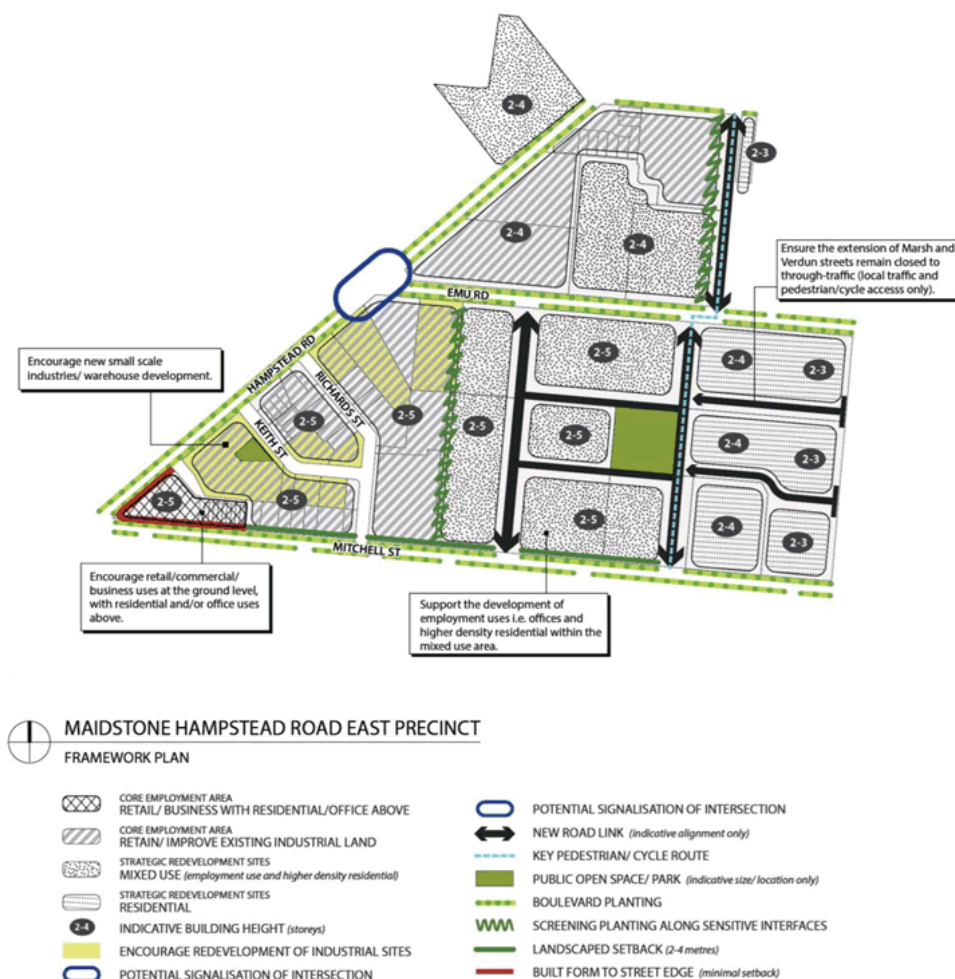 2-4
2-3
2-4
2-4
Ensure the extension of Marsh and
Verdun streets remain closed to
through-traffic (local traffic and
pedestrian/cycle accesss only).
EMU RD
HAMPSTEAD RD
Encourage new small scale
industries/ warehouse development.
RICHARDS ST
KEITH ST
2-5
2-5
2-5
2-5
2-4
2-3
2-5
2-4
2-3
2-5
2-5
2-5
2-4
2-3
MITCHELL ST
Encourage retail/commercial/
business uses at the ground level,
with residential and/or office uses
above.
Support the development of
employment uses i.e. offices and
higher density residential within the
mixed use area.
MAIDSTONE HAMPSTEAD ROAD EAST PRECINCT
FRAMEWORK PLAN
CORE EMPLOYMENT AREA
RETAIL/ BUSINESS WITH RESIDENTIAL/OFFICE ABOVE
CORE EMPLOYMENT AREA
RETAIN/ IMPROVE EXISTING INDUSTRIAL LAND
STRATEGIC REDEVELOPMENT SITES
MIXED USE (employment use and higher density residential)
STRATEGIC REDEVELOPMENT SITES
RESIDENTIAL
2-4 INDICATIVE BUILDING HEIGHT (storeys)
ENCOURAGE REDEVELOPMENT OF INDUSTRIAL SITES
POTENTIAL SIGNALISATION OF INTERSECTION
POTENTIAL SIGNALISATION OF INTERSECTION
NEW ROAD LINK (indicative alignment only)
KEY PEDESTRIAN/ CYCLE ROUTE
PUBLIC OPEN SPACE/ PARK (indicative size/ location only)
BOULEVARD PLANTING
SCREENING PLANTING ALONG SENSITIVE INTERFACES
LANDSCAPED SETBACK (2-4 metres)
BUILT FORM TO STREET EDGE (minimal setback)